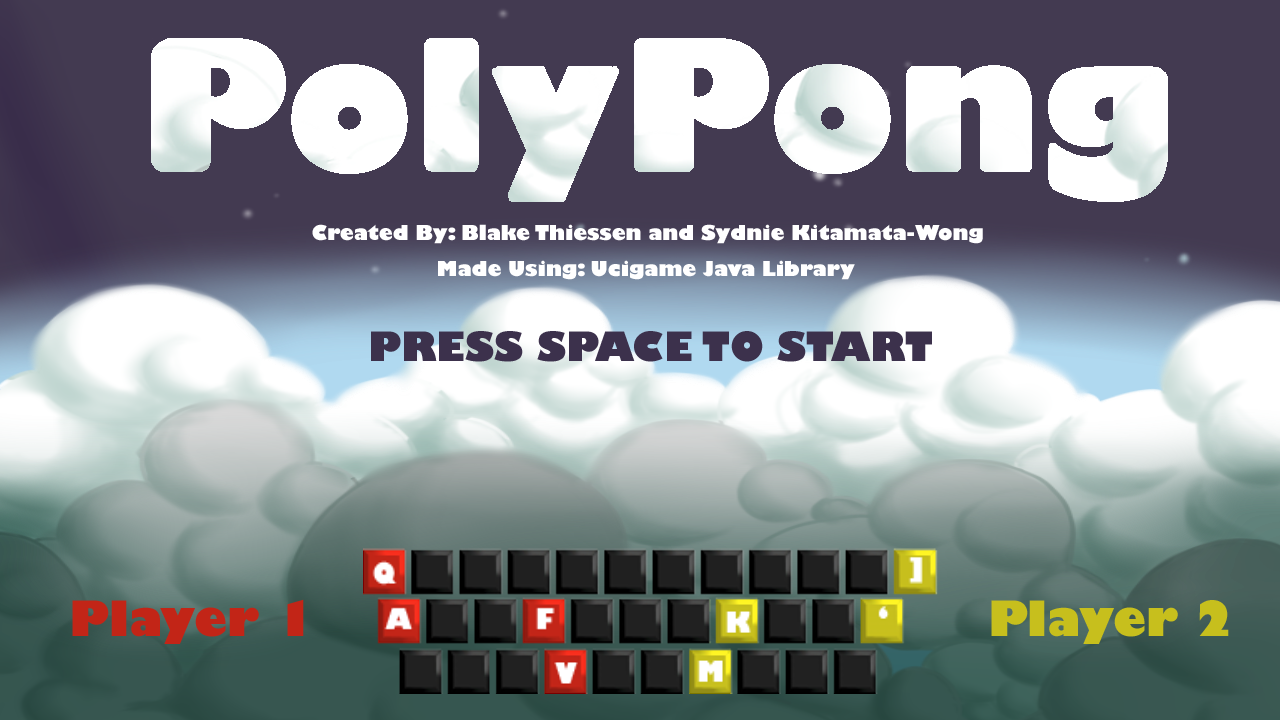 PolyPong
Created By: Blake Thiessen and Sydnie Kitamata-Wong
Made Using: Ucigame Java Library
PRESS SPACE TO START
Q ]
Player 1 A F K ‘ Player 2
V M